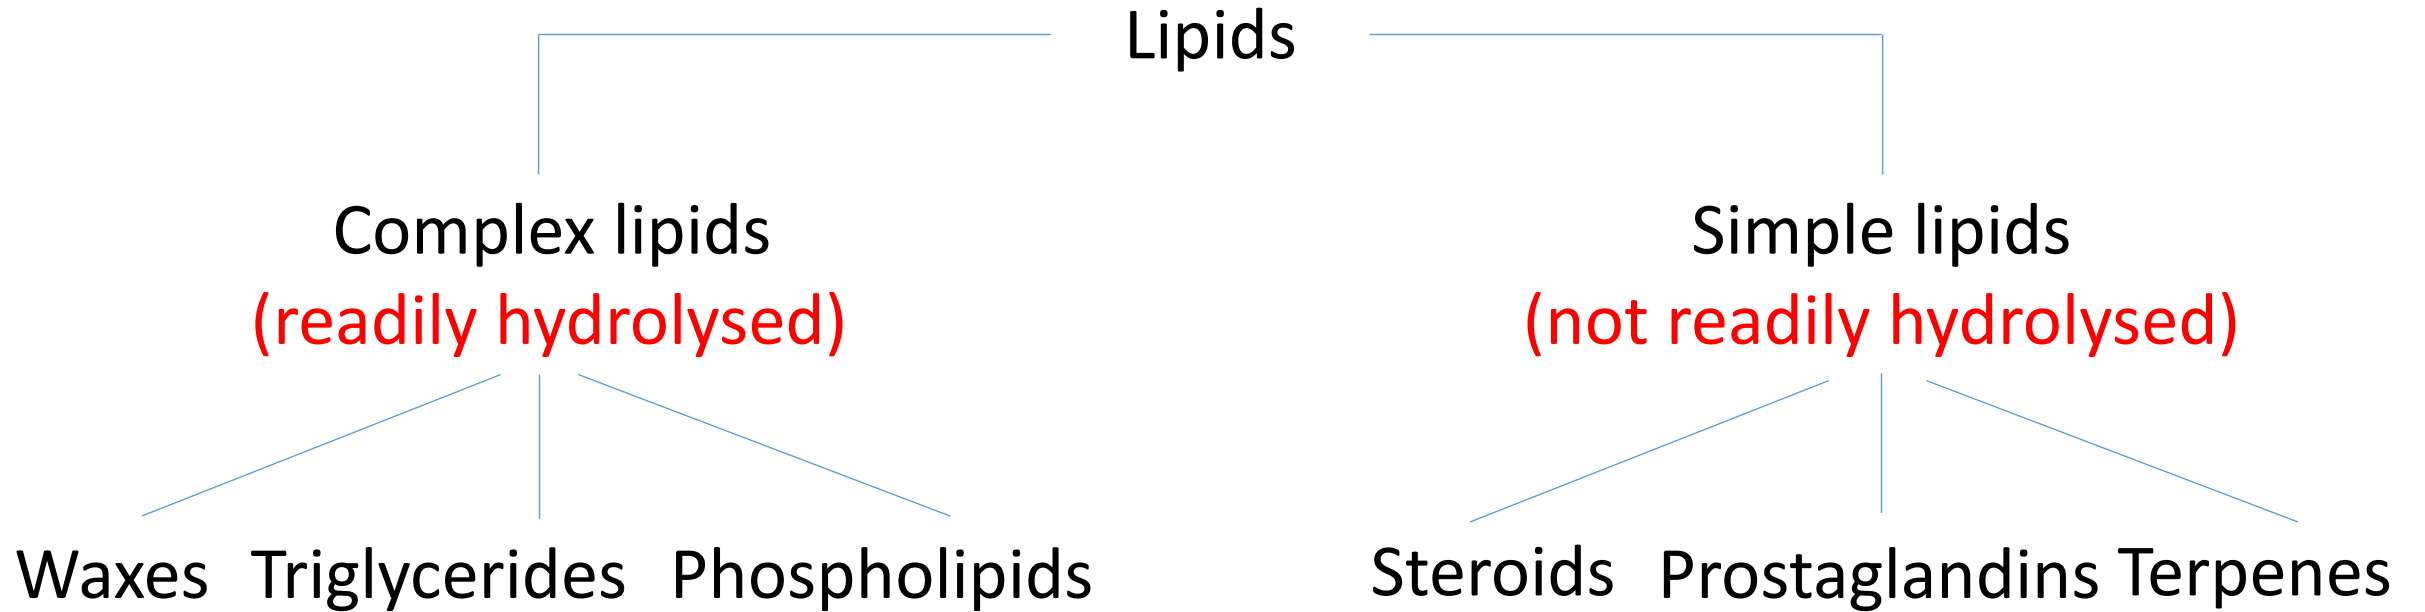 Lipids
Complex lipids
(readily hydrolysed)
Simple lipids
(not readily hydrolysed)
Waxes
Triglycerides
Phospholipids
Steroids
Prostaglandins
Terpenes